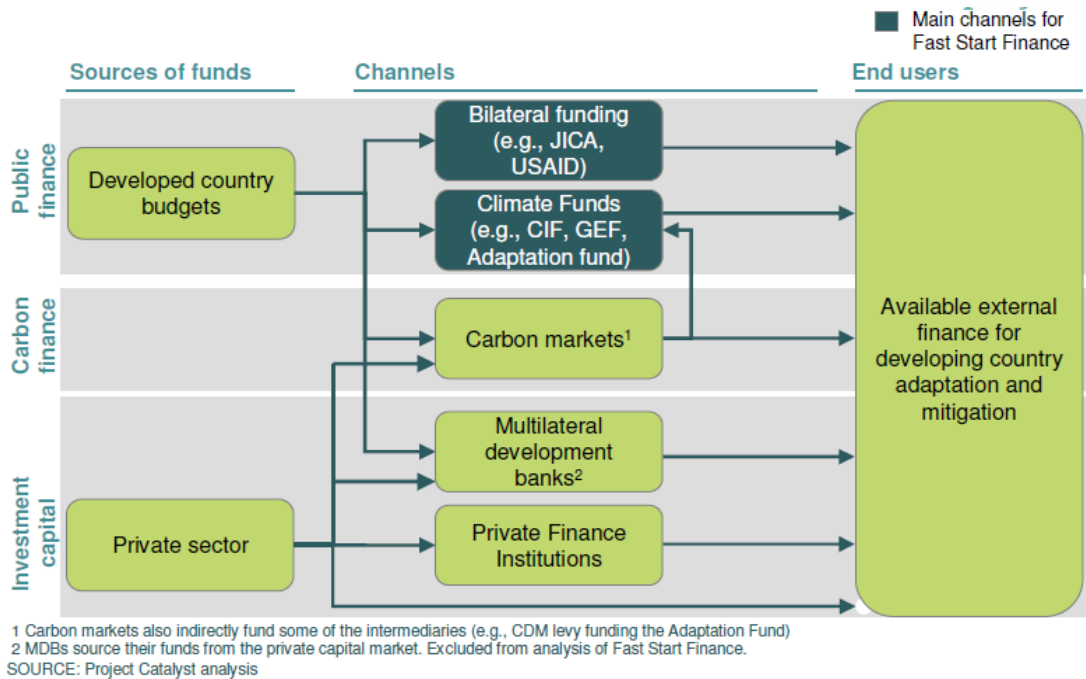 Main channels for
Fast Start Finance
Sources of funds
Channels
End users
Public
finance
Developed country
budgets
Bilateral funding
(e.g., JICA,
USAID)
Climate Funds
(e.g., CIF, GEF,
Adaptation fund)
Carbon
finance
Carbon markets1
Available external
finance for
developing country
adaptation and
mitigation
Investment
capital
Private sector
Multilateral
development
banks2
Private Finance
Institutions
1 Carbon markets also indirectly fund some of the intermediaries (e.g., CDM levy funding the Adaptation Fund)
2 MDBs source their funds from the private capital market. Excluded from analysis of Fast Start Finance.
SOURCE: Project Catalyst analysis